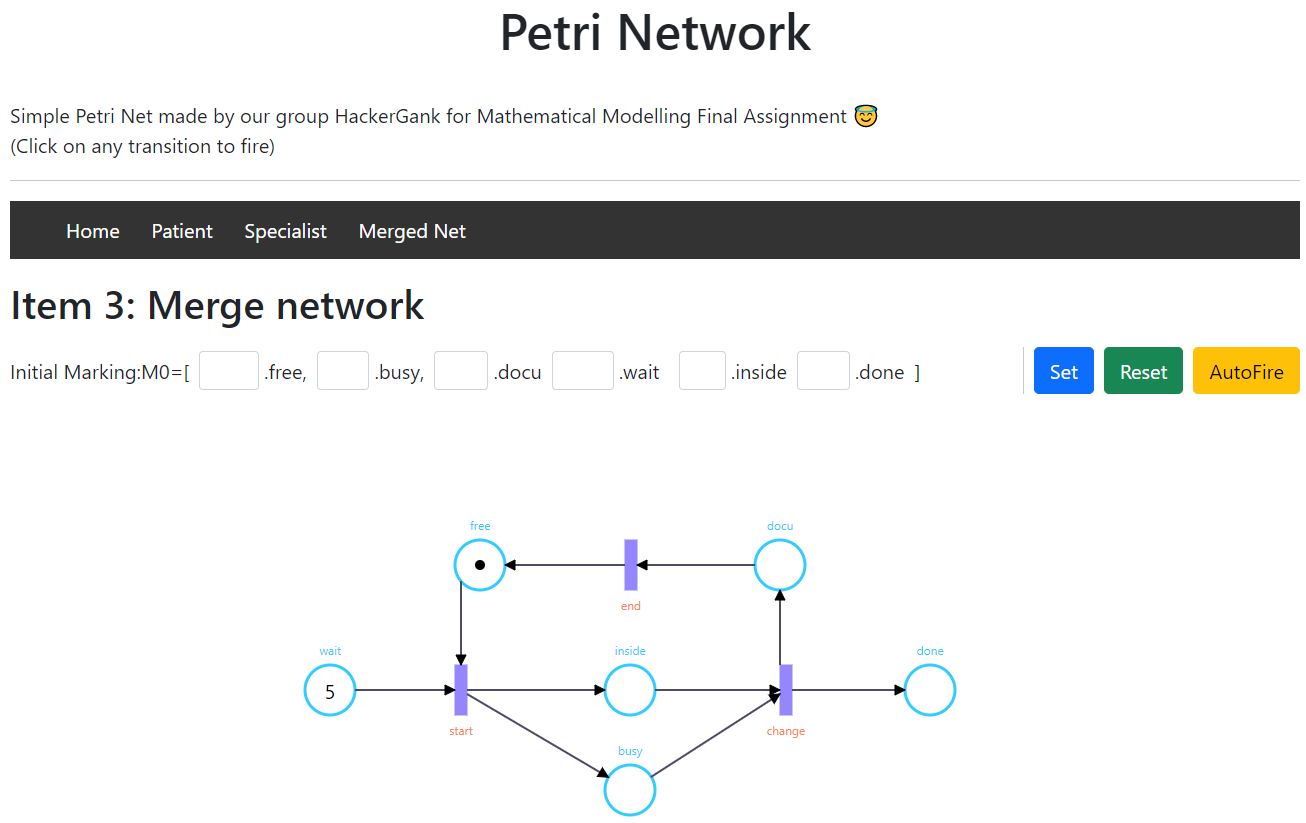 Petri Network
Simple Petri Net made by our group HackerGank for Mathematical Modelling Final Assignment 😇
(Click on any transition to fire)
Home Patient Specialist Merged Net
Item 3: Merge network
Initial Marking:M0=[ .free, .busy, .docu .wait .inside .done ] Set Reset AutoFire
free docu
end
wait inside done
5
start change
busy